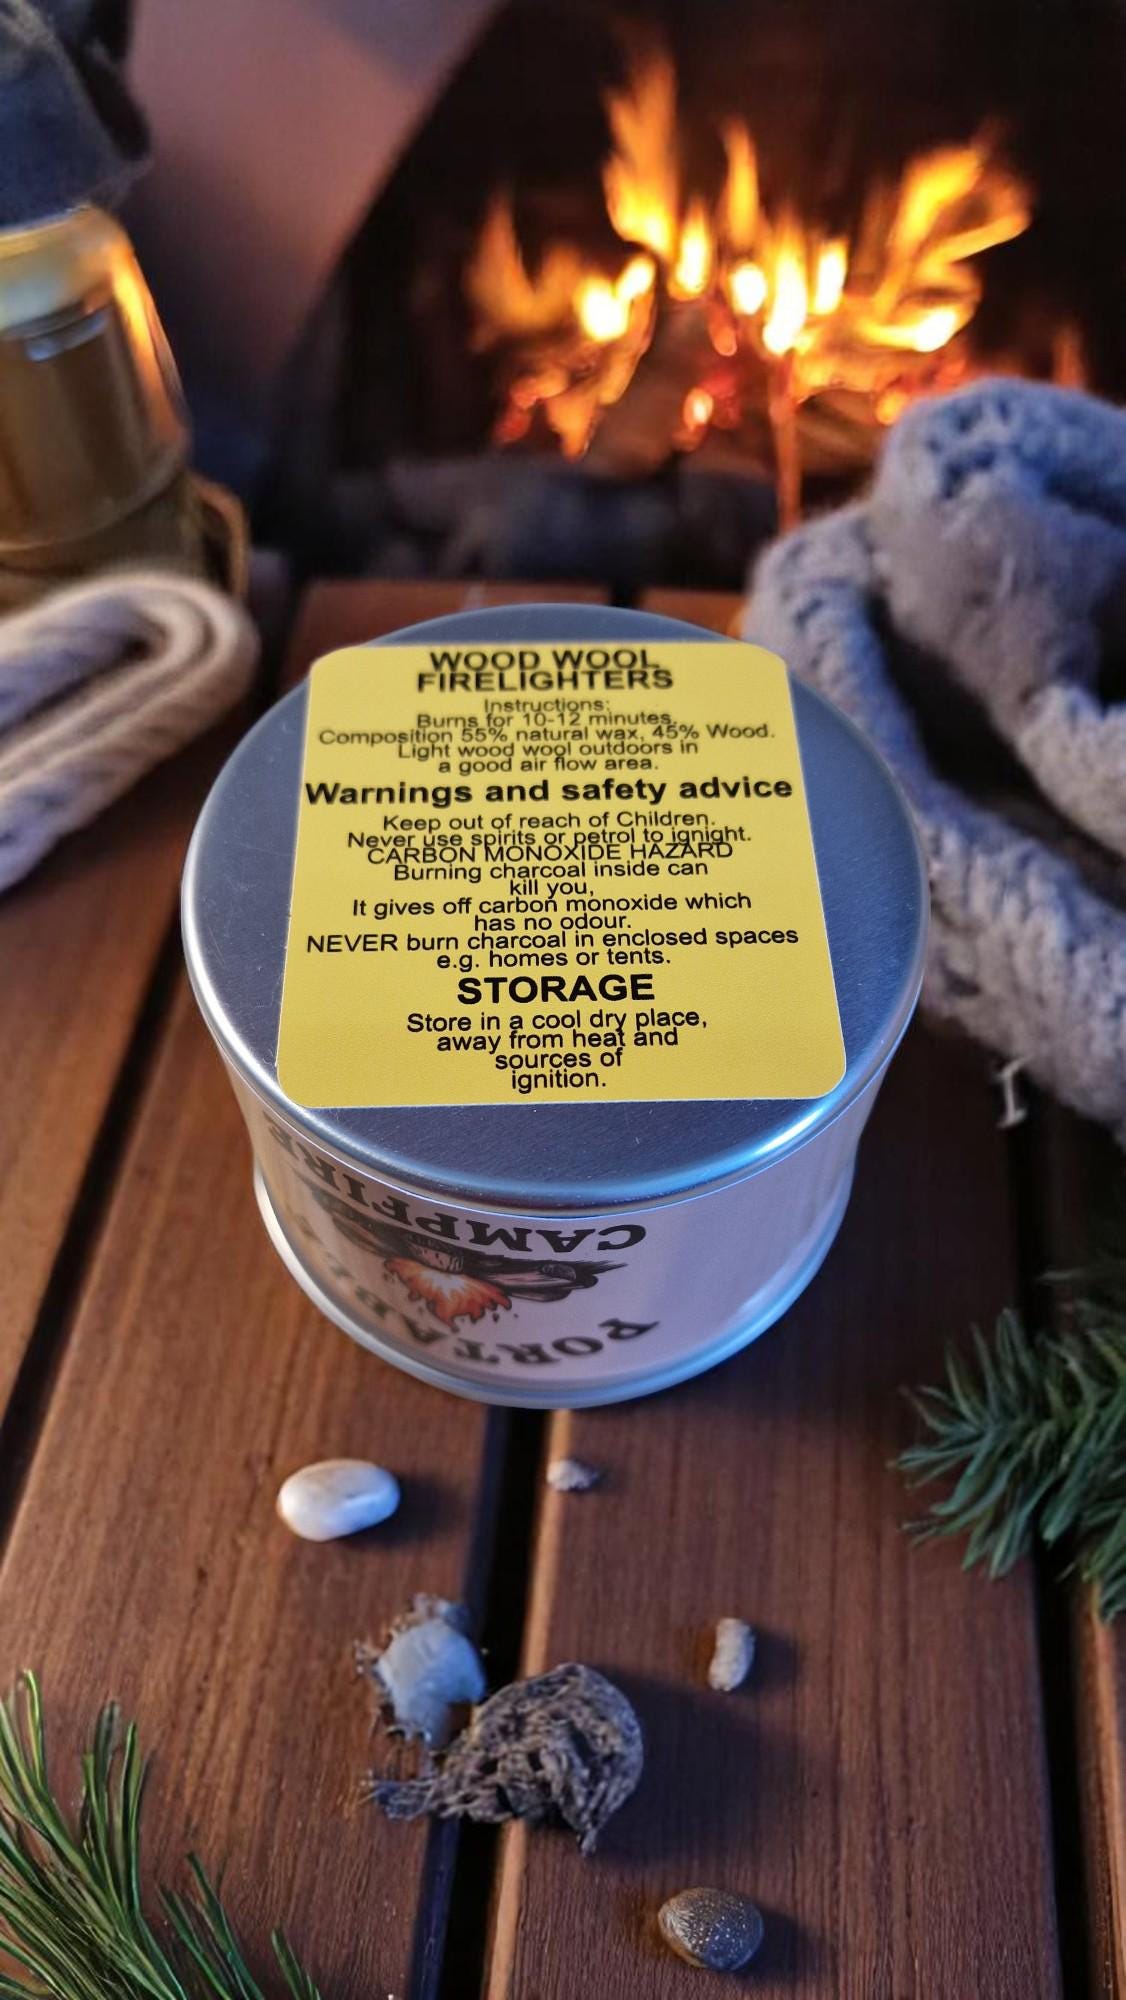 WOOD WOOL
FIRELIGHTERS
Instructions:
Burns for 10-12 minutes.
Composition 55% natural wax, 45% Wood.
Light wood wool outdoors in
a good air flow area.
Warnings and safety advice
Keep out of reach of Children.
Never use spirits or petrol to ignight.
CARBON MONOXIDE HAZARD
Burning charcoal inside can
kill you,
It gives off carbon monoxide which
has no odour.
NEVER burn charcoal in enclosed spaces
e.g. homes or tents.
STORAGE
Store in a cool dry place,
away from heat and
sources of
ignition.
PORTAB
CAMPFIRE